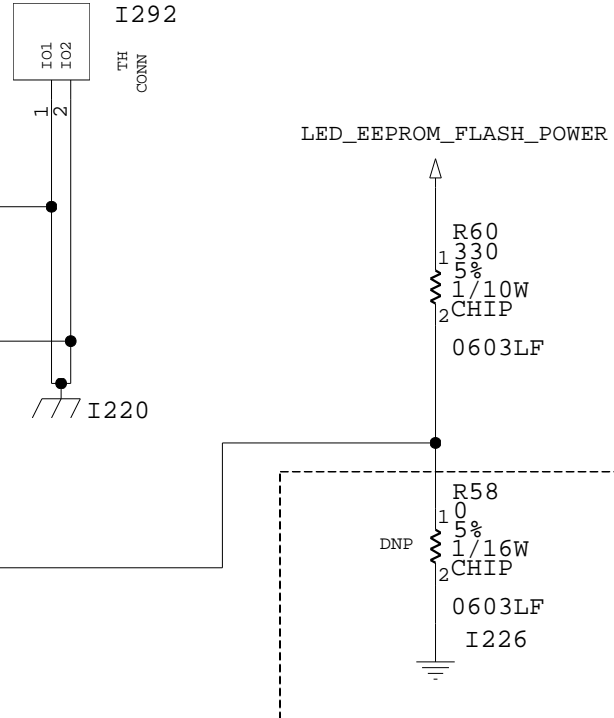 I292
IO1
IO2
TH
CONN
1
2
LED_EEPROM_FLASH_POWER
R60
1 330
5%
1/10W
2 CHIP
0603LF
I220
R58
1 0
5%
DNP
1/16W
2 CHIP
0603LF
I226